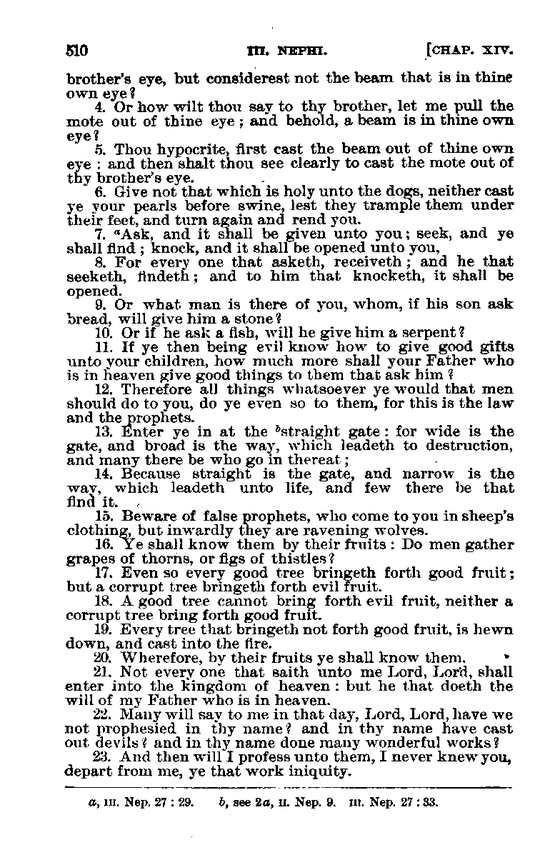 510 III. NEPHI. [CHAP. XIV.
brother's eye, but considerest not the beam that is in thine
own eye?
4. Or how wilt thou say to thy brother, let me pull the
mote out of thine eye; and behold, a beam is in thine own
eye?
5. Thou hypocrite, first cast the beam out of thine own
eye: and then shalt thou see clearly to cast the mote out of
thy brother's eye.
6. Give not that which is holy unto the dogs, neither cast
ye your pearls before swine, lest they trample them under
their feet, and turn again and rend you.
7. ᵃAsk, and it shall be given unto you; seek, and ye
shall find; knock, and it shall be opened unto you,
8. For every one that asketh, receiveth; and he that
seeketh, findeth; and to him that knocketh, it shall be
opened.
9. Or what man is there of you, whom, if his son ask
bread, will give him a stone?
10. Or if he ask a fish, will he give him a serpent?
11. If ye then being evil know how to give good gifts
unto your children, how much more shall your Father who
is in heaven give good things to them that ask him?
12. Therefore all things whatsoever ye would that men
should do to you, do ye even so to them, for this is the law
and the prophets.
13. Enter ye in at the ᵇstraight gate: for wide is the
gate, and broad is the way, which leadeth to destruction,
and many there be who go in thereat;
14. Because straight is the gate, and narrow is the
way, which leadeth unto life, and few there be that
find it.
15. Beware of false prophets, who come to you in sheep's
clothing, but inwardly they are ravening wolves.
16. Ye shall know them by their fruits: Do men gather
grapes of thorns, or figs of thistles?
17. Even so every good tree bringeth forth good fruit;
but a corrupt tree bringeth forth evil fruit.
18. A good tree cannot bring forth evil fruit, neither a
corrupt tree bring forth good fruit.
19. Every tree that bringeth not forth good fruit, is hewn
down, and cast into the fire.
20. Wherefore, by their fruits ye shall know them.
21. Not every one that saith unto me Lord, Lord, shall
enter into the kingdom of heaven: but he that doeth the
will of my Father who is in heaven.
22. Many will say to me in that day, Lord, Lord, have we
not prophesied in thy name? and in thy name have cast
out devils? and in thy name done many wonderful works?
23. And then will I profess unto them, I never knew you,
depart from me, ye that work iniquity.
a, III. Nep. 27:29. b, see 2a, II. Nep. 9. III. Nep. 27:33.